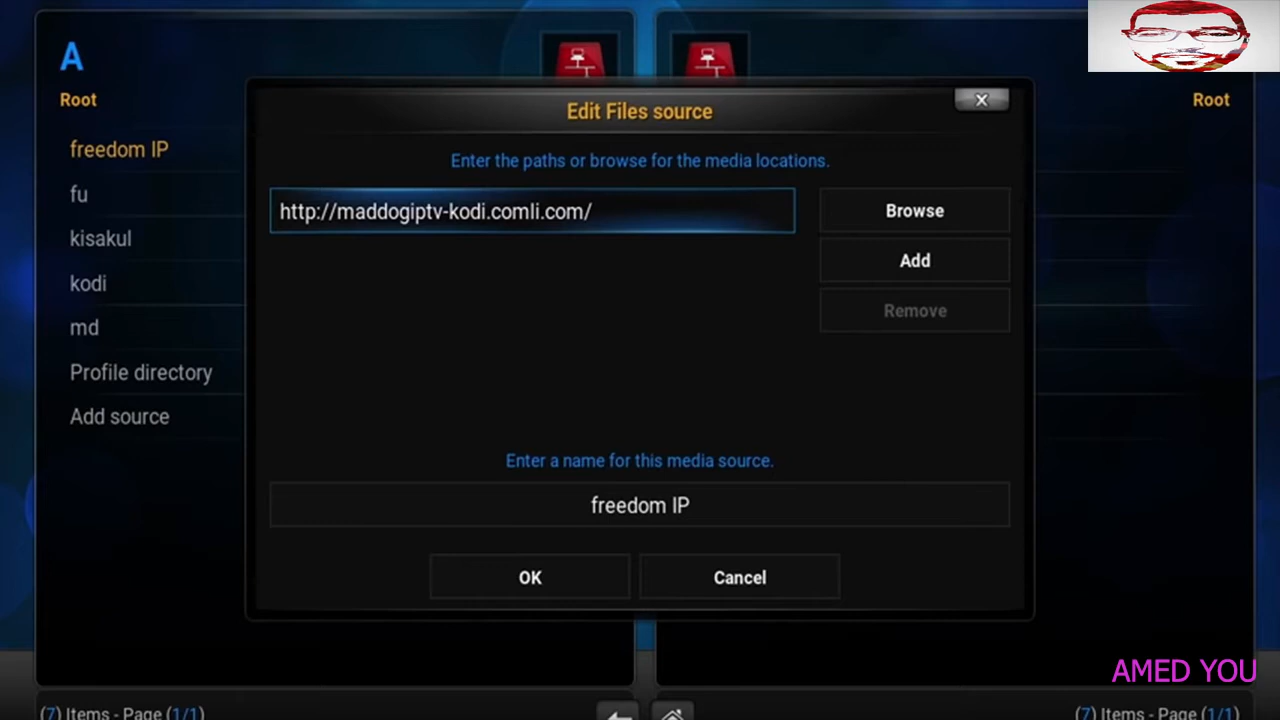 A
Root
Root
freedom IP
fu
kisakul
kodi
md
Profile directory
Add source
Edit Files source
X
Enter the paths or browse for the media locations.
http://maddogiptv-kodi.comli.com/
Browse
Add
Remove
Enter a name for this media source.
freedom IP
OK
Cancel
AMED YOU
(7) Items - Page (1/1)
(7) Items - Page (1/1)